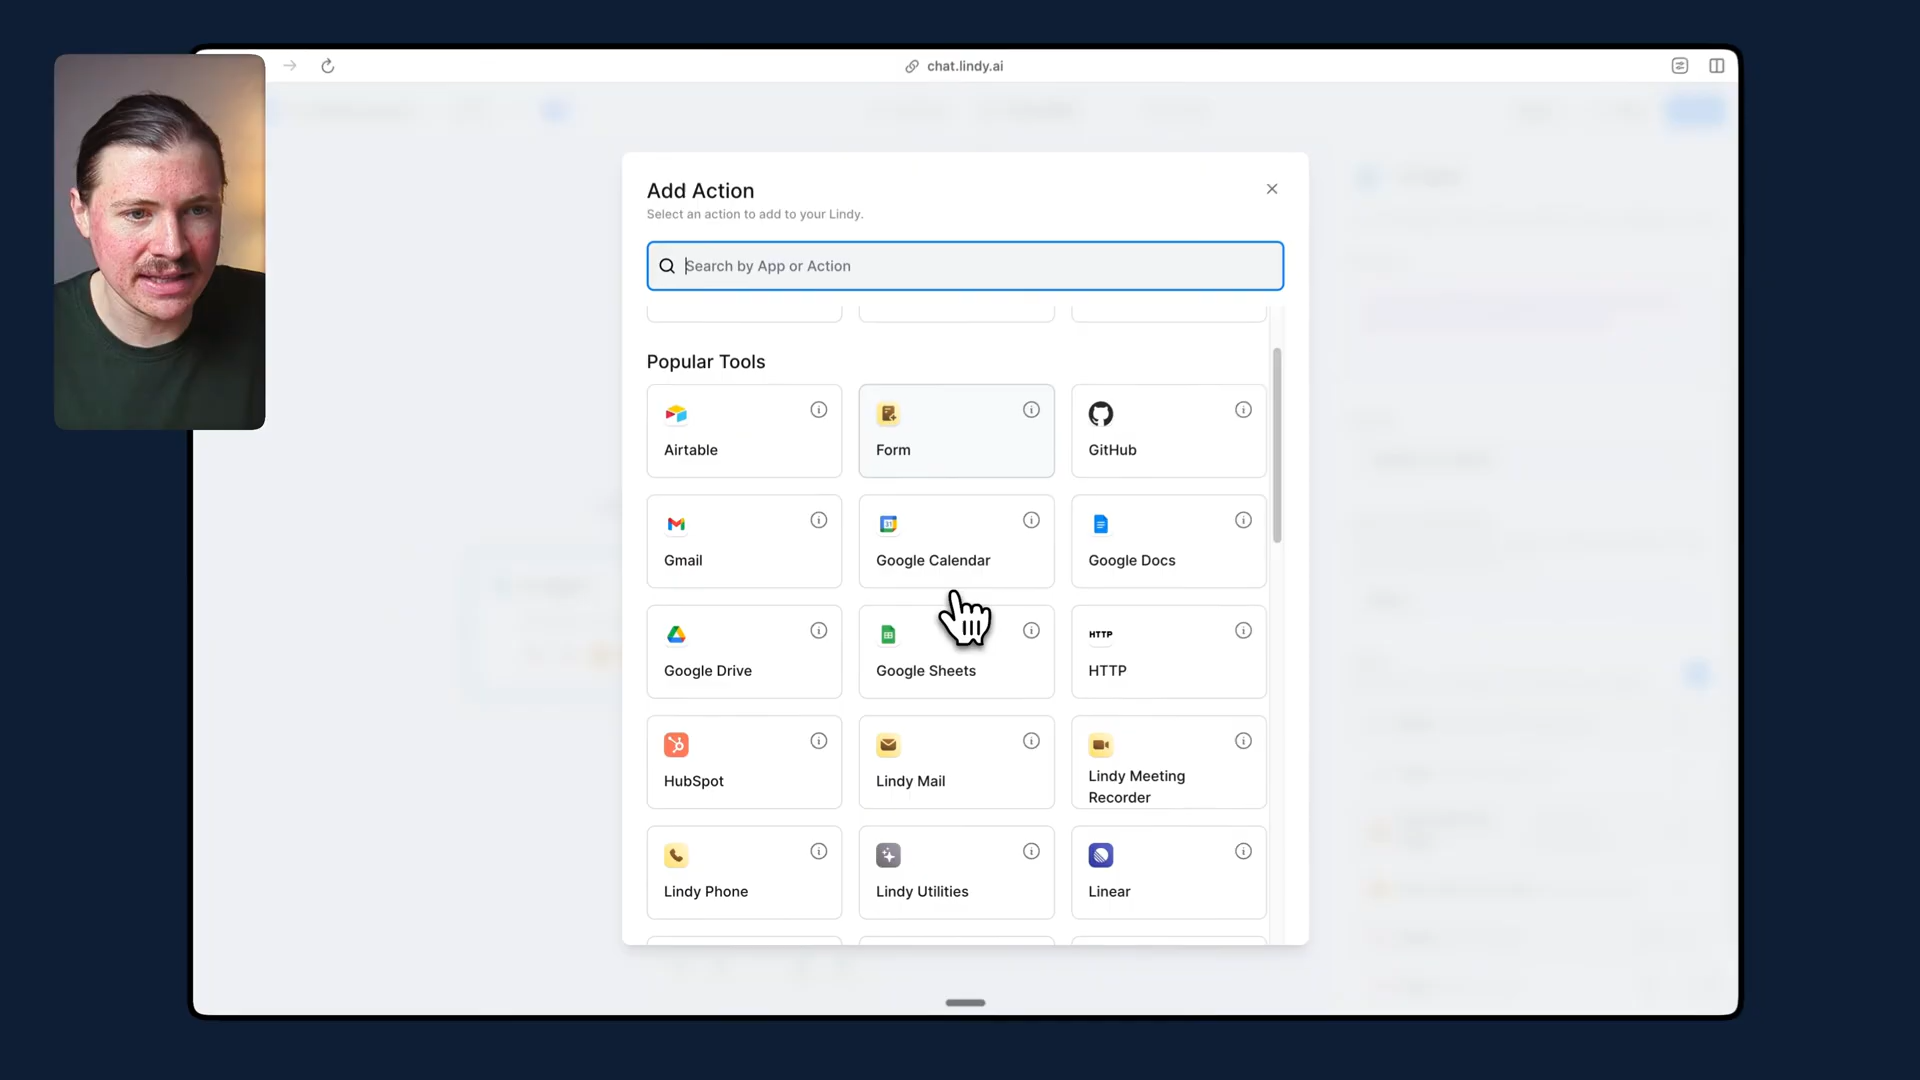 chat.lindy.ai
Add Action
Select an action to add to your Lindy.
Search by App or Action
Popular Tools
Airtable
Form
GitHub
Gmail
31
Google Calendar
Google Docs
Google Drive
Google Sheets
HTTP
HTTP
HubSpot
Lindy Mail
Lindy Meeting
Recorder
Lindy Phone
Lindy Utilities
Linear